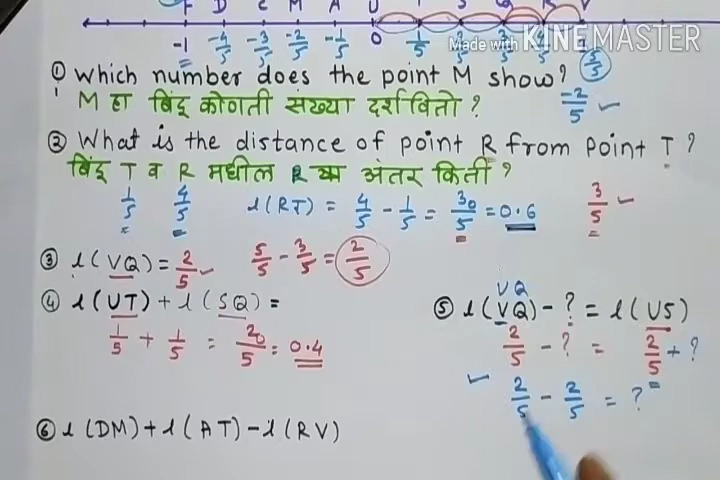 F D C M A U T S Q R V
-1 -4/5 -3/5 -2/5 -1/5 0 1/5
Made with KINEMASTER
5/5
① Which number does the point M show?
M हा बिंदू कोणती संख्या दर्शवितो?
-2/5 ✓
② What is the distance of point R from point T?
बिंदू T व R मधील अंतर किती?
1/5 4/5 l(RT) = 4/5 - 1/5 = 30/5 = 0.6 3/5 ✓
③ l(VQ) = 2/5 ✓ 5/5 - 3/5 = 2/5
④ l(UT) + l(SQ) =
1/5 + 1/5 = 20/5 = 0.4
VQ
⑤ l(VQ) - ? = l(US)
2/5 - ? = 2/5 + ?
✓ 2/5 - 2/5 = ?
⑥ l(DM) + l(AT) - l(RV)